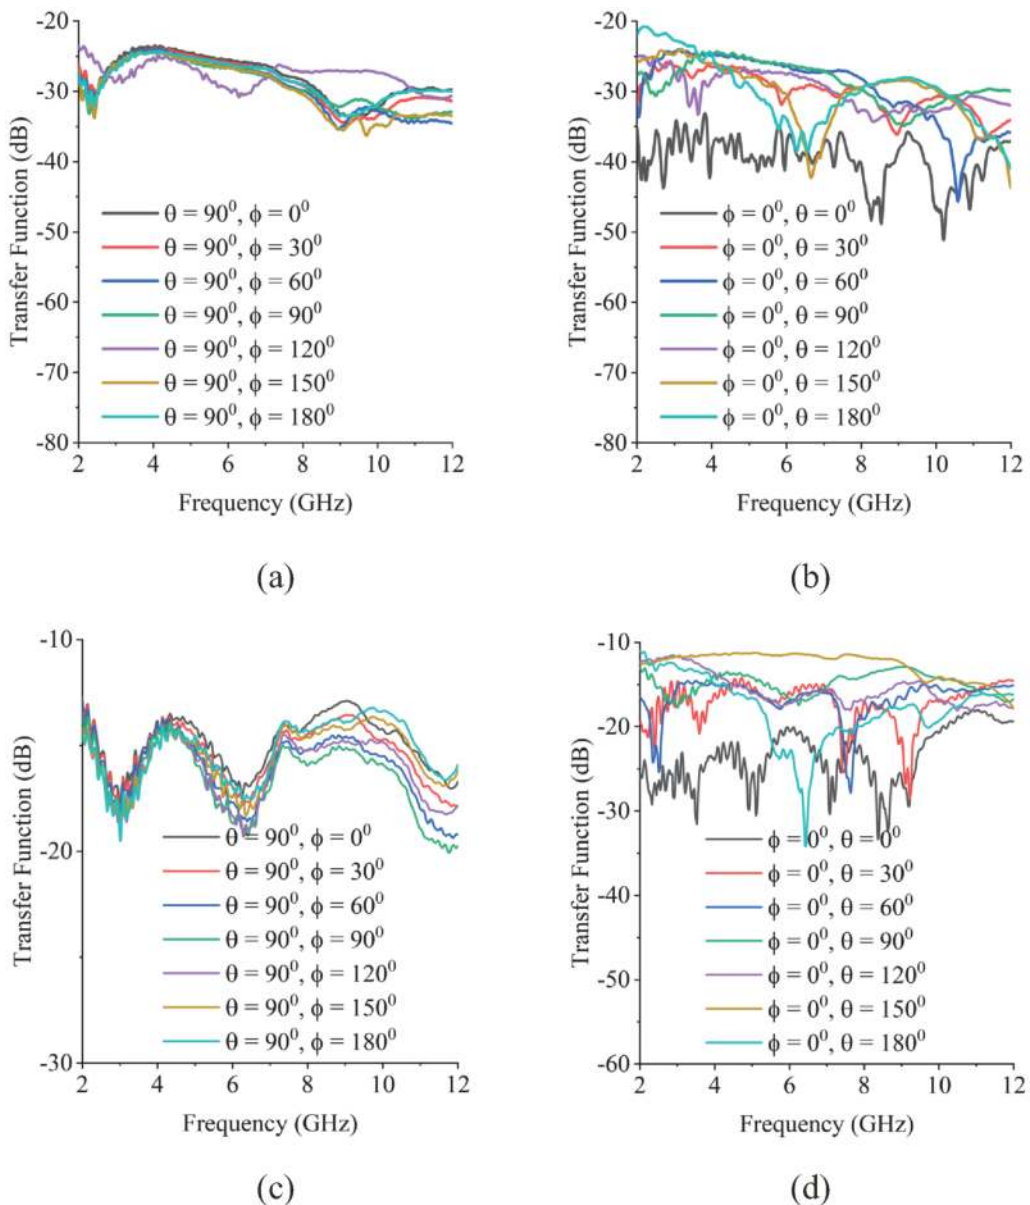 -20
-30
-40
-50
-60
-70
-80
Transfer Function (dB)
θ = 90⁰, ϕ = 0⁰
θ = 90⁰, ϕ = 30⁰
θ = 90⁰, ϕ = 60⁰
θ = 90⁰, ϕ = 90⁰
θ = 90⁰, ϕ = 120⁰
θ = 90⁰, ϕ = 150⁰
θ = 90⁰, ϕ = 180⁰
2 4 6 8 10 12
Frequency (GHz)
(a)
-20
-30
-40
-50
-60
-70
-80
Transfer Function (dB)
ϕ = 0⁰, θ = 0⁰
ϕ = 0⁰, θ = 30⁰
ϕ = 0⁰, θ = 60⁰
ϕ = 0⁰, θ = 90⁰
ϕ = 0⁰, θ = 120⁰
ϕ = 0⁰, θ = 150⁰
ϕ = 0⁰, θ = 180⁰
2 4 6 8 10 12
Frequency (GHz)
(b)
-10
-20
-30
Transfer Function (dB)
θ = 90⁰, ϕ = 0⁰
θ = 90⁰, ϕ = 30⁰
θ = 90⁰, ϕ = 60⁰
θ = 90⁰, ϕ = 90⁰
θ = 90⁰, ϕ = 120⁰
θ = 90⁰, ϕ = 150⁰
θ = 90⁰, ϕ = 180⁰
2 4 6 8 10 12
Frequency (GHz)
(c)
-10
-20
-30
-40
-50
-60
Transfer Function (dB)
ϕ = 0⁰, θ = 0⁰
ϕ = 0⁰, θ = 30⁰
ϕ = 0⁰, θ = 60⁰
ϕ = 0⁰, θ = 90⁰
ϕ = 0⁰, θ = 120⁰
ϕ = 0⁰, θ = 150⁰
ϕ = 0⁰, θ = 180⁰
2 4 6 8 10 12
Frequency (GHz)
(d)